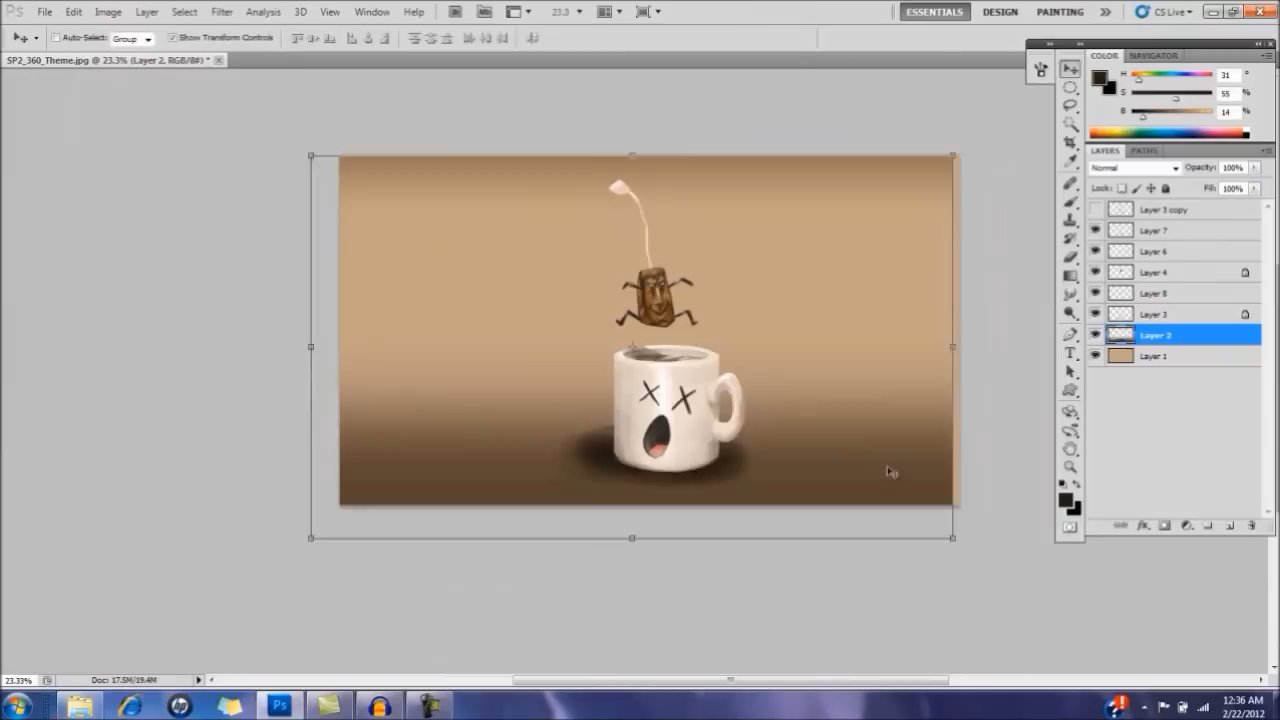 Ps File Edit Image Layer Select Filter Analysis 3D View Window Help 23.3 ESSENTIALS DESIGN PAINTING CS Live
Auto-Select: Group Show Transform Controls
SP2_360_Theme.jpg @ 23.3% (Layer 2, RGB/8#) *
COLOR NAVIGATOR
H 31 °
S 55 %
B 14 %
LAYERS PATHS
Normal Opacity: 100%
Lock: Fill: 100%
Layer 3 copy
Layer 7
Layer 6
Layer 4
Layer 8
Layer 3
Layer 2
Layer 1
23.33% Doc: 17.5M/19.4M
hp Ps 12:36 AM
2/22/2012